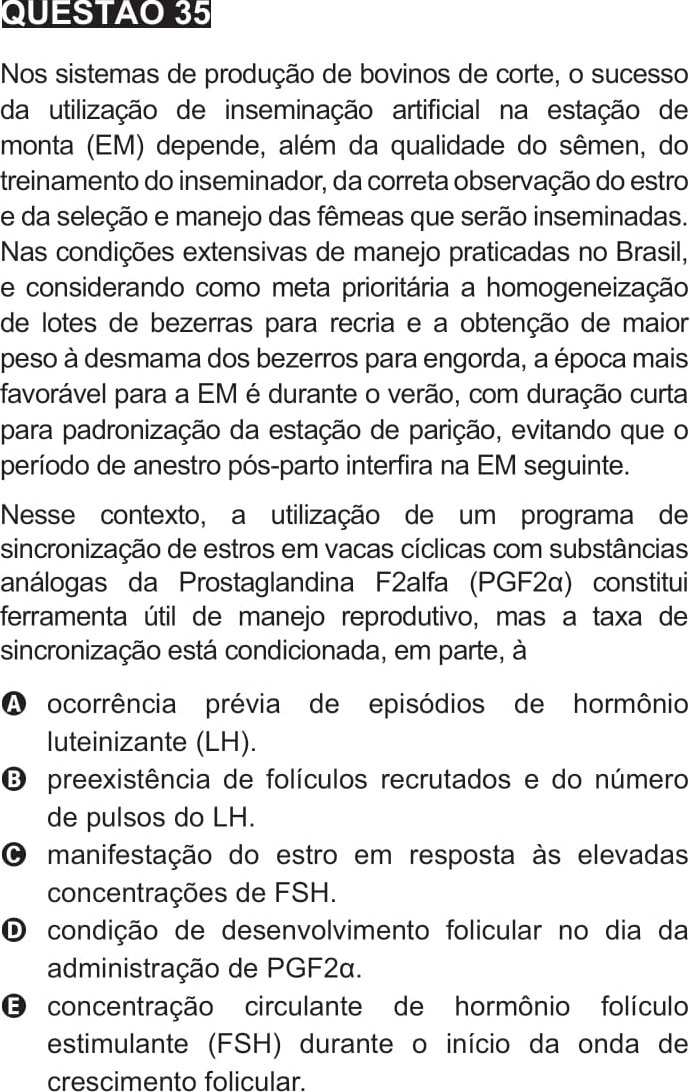 QUESTÃO 35
Nos sistemas de produção de bovinos de corte, o sucesso
da utilização de inseminação artificial na estação de
monta (EM) depende, além da qualidade do sêmen, do
treinamento do inseminador, da correta observação do estro
e da seleção e manejo das fêmeas que serão inseminadas.
Nas condições extensivas de manejo praticadas no Brasil,
e considerando como meta prioritária a homogeneização
de lotes de bezerras para recria e a obtenção de maior
peso à desmama dos bezerros para engorda, a época mais
favorável para a EM é durante o verão, com duração curta
para padronização da estação de parição, evitando que o
período de anestro pós-parto interfira na EM seguinte.
Nesse contexto, a utilização de um programa de
sincronização de estros em vacas cíclicas com substâncias
análogas da Prostaglandina F2alfa (PGF2α) constitui
ferramenta útil de manejo reprodutivo, mas a taxa de
sincronização está condicionada, em parte, à
A ocorrência prévia de episódios de hormônio
luteinizante (LH).
B preexistência de folículos recrutados e do número
de pulsos do LH.
C manifestação do estro em resposta às elevadas
concentrações de FSH.
D condição de desenvolvimento folicular no dia da
administração de PGF2α.
E concentração circulante de hormônio folículo
estimulante (FSH) durante o início da onda de
crescimento folicular.